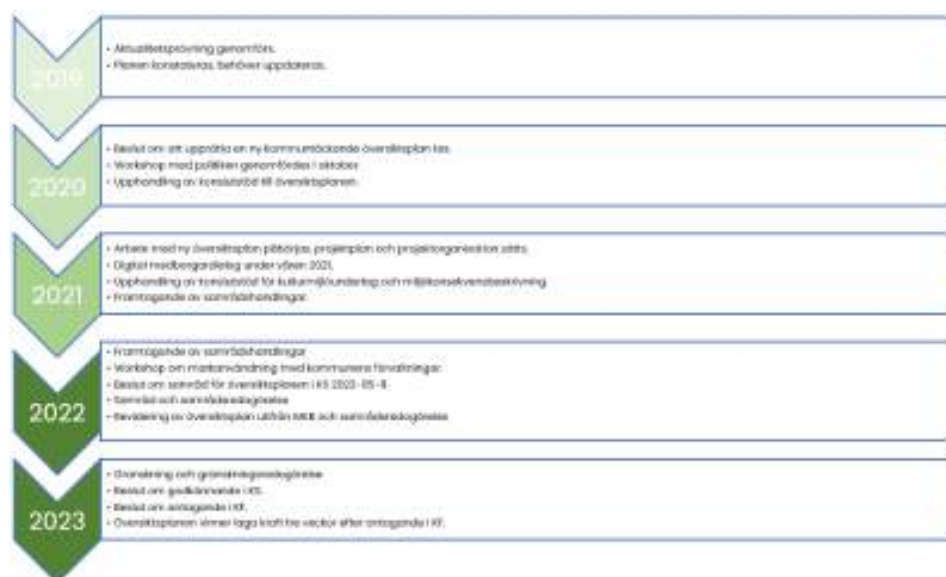 2019
• Aktualitetsprövning genomförs.
• Planen konstateras, behöver uppdateras.
2020
• Beslut om att upprätta en ny kommuntäckande översiktsplan tas.
• Workshop med politiken genomfördes i oktober
• Upphandling av konsultstöd till översiktsplanen.
2021
• Arbete med ny översiktsplan påbörjas, projektplan och projektorganisation sätts.
• Digital medborgardialog under våren 2021.
• Upphandling av konsultstöd för kulturmiljöunderlag och miljökonsekvensbeskrivning.
• Framtagande av samrådshandlingar
2022
• Framtagande av samrådshandlingar
• Workshop om markanvändning med kommunens förvaltningar.
• Beslut om samråd för översiktsplanen i KS
• Samråd och samrådsredogörelse
• Revidering av översiktsplan utifrån MKB och samrådsredogörelse
2023
• Granskning och granskningsredogörelse
• Beslut om godkännande i KS.
• Beslut om antagande i KF.
• Översiktsplanen vinner laga kraft tre veckor efter antagande i KF.